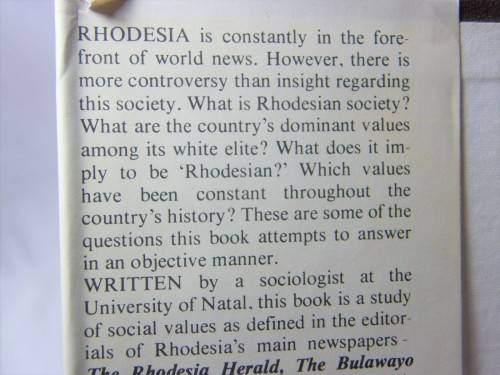 RHODESIA is constantly in the fore-
front of world news. However, there is
more controversy than insight regarding
this society. What is Rhodesian society?
What are the country's dominant values
among its white elite? What does it im-
ply to be 'Rhodesian?' Which values
have been constant throughout the
country's history? These are some of the
questions this book attempts to answer
in an objective manner.
WRITTEN by a sociologist at the
University of Natal, this book is a study
of social values as defined in the editor-
ials of Rhodesia's main newspapers -
The Rhodesia Herald, The Bulawayo